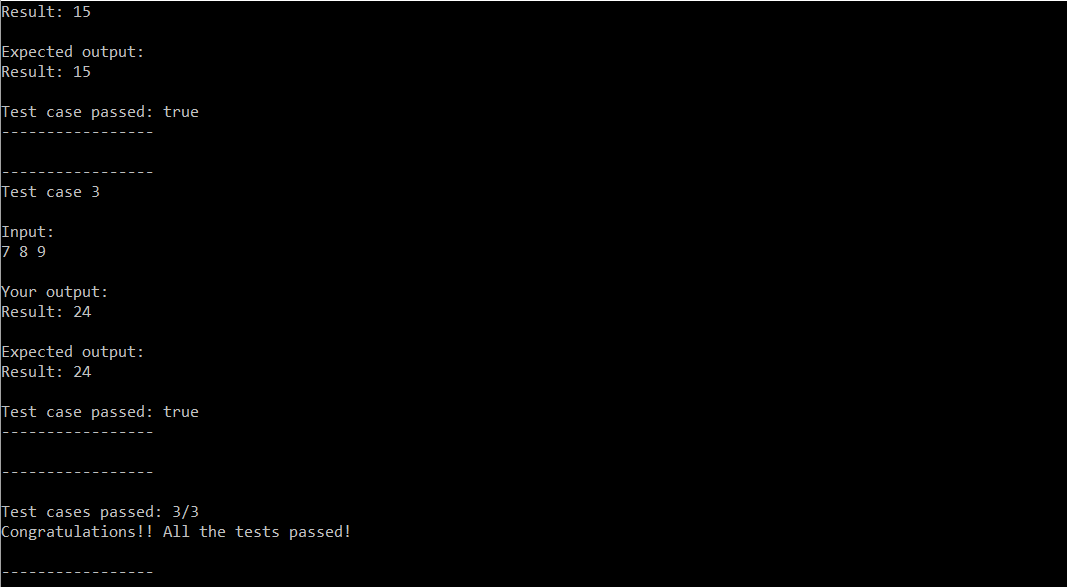 Result: 15
Expected output:
Result: 15
Test case passed: true
-----------------
-----------------
Test case 3
Input:
7 8 9
Your output:
Result: 24
Expected output:
Result: 24
Test case passed: true
-----------------
-----------------
Test cases passed: 3/3
Congratulations!! All the tests passed!
-----------------